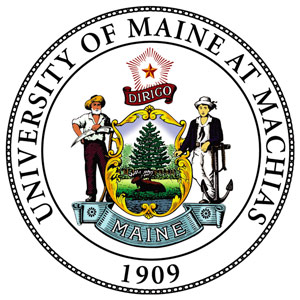 UNIVERSITY OF MAINE AT MACHIAS
DIRIGO
MAINE
1909